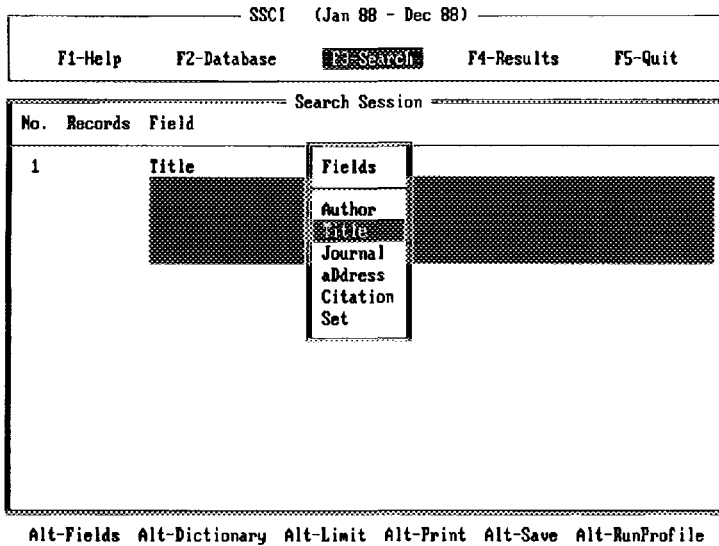 SSCI (Jan 88 - Dec 88)
F1-Help F2-Database F3-Search F4-Results F5-Quit
Search Session
No. Records Field
1 Title
Fields
Author
Title
Journal
aDdress
Citation
Set
Alt-Fields Alt-Dictionary Alt-Limit Alt-Print Alt-Save Alt-RunProfile